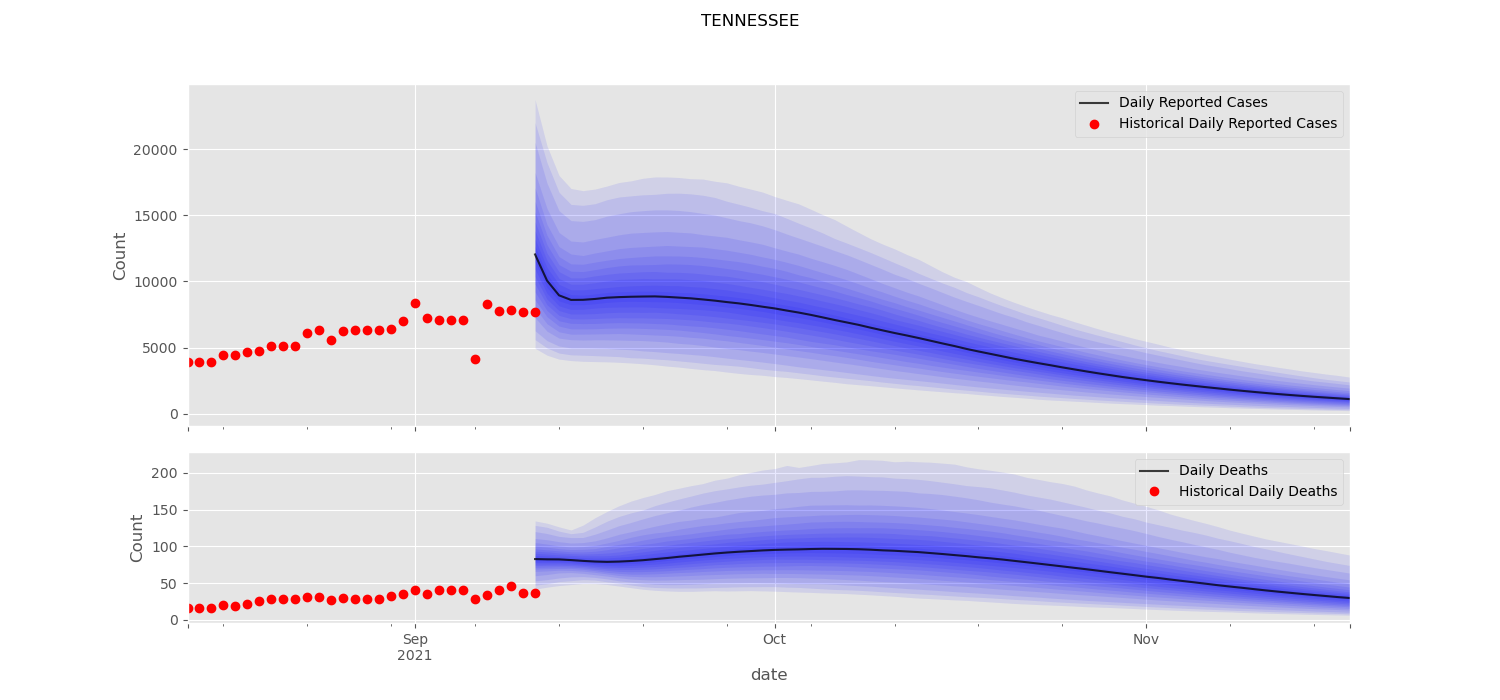 TENNESSEE
Daily Reported Cases
Historical Daily Reported Cases
Count
20000
15000
10000
5000
0
Daily Deaths
Historical Daily Deaths
Count
200
150
100
50
0
Sep
2021
Oct
Nov
date